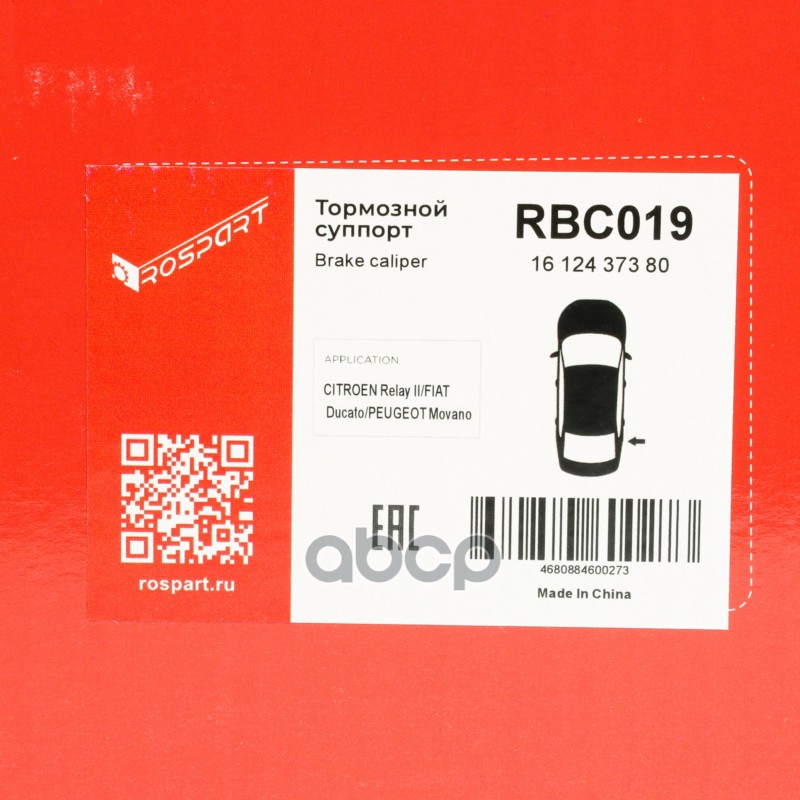 ROSPART
Тормозной
суппорт
Brake caliper
RBC019
16 124 373 80
APPLICATION
CITROEN Relay II/FIAT
Ducato/PEUGEOT Movano
EAC
abcp
4680884600273
Made In China
rospart.ru